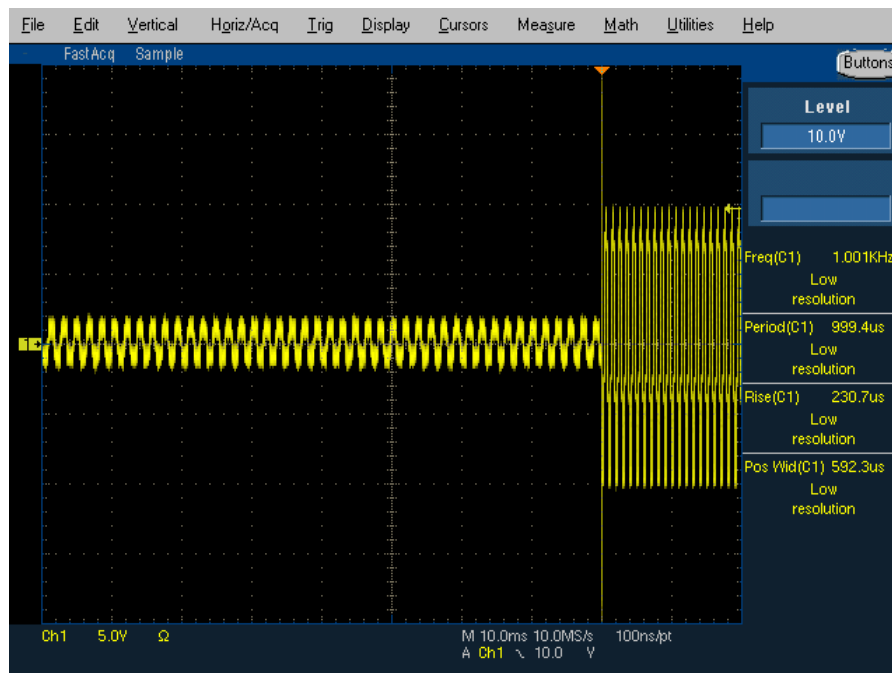 File Edit Vertical Horiz/Acq Trig Display Cursors Measure Math Utilities Help
FastAcq Sample
Buttons
Level
10.0V
1
Freq(C1) 1.001KHz
Low
resolution
Period(C1) 999.4us
Low
resolution
Rise(C1) 230.7us
Low
resolution
Pos Wid(C1) 592.3us
Low
resolution
Ch1 5.0V Ω M 10.0ms 10.0MS/s 100ns/pt
A Ch1 ∖ 10.0 V